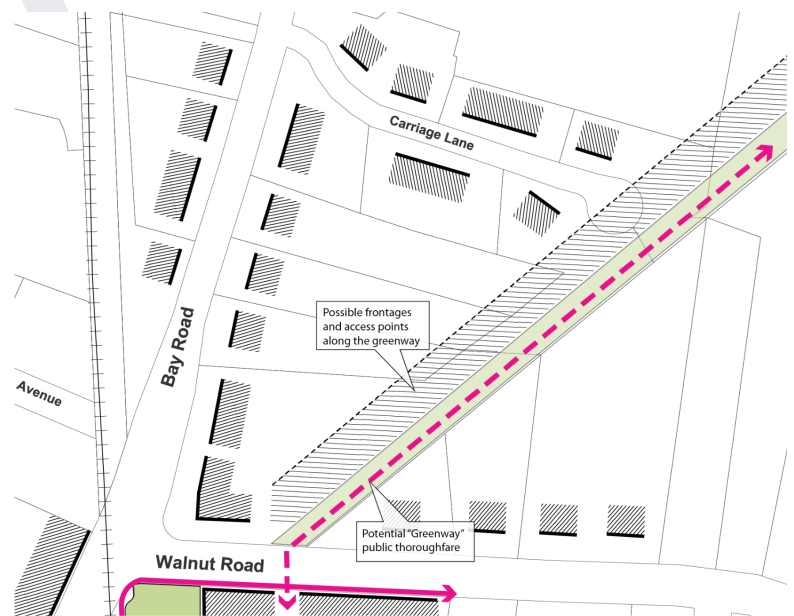 Carriage Lane
Possible frontages
and access points
along the greenway
Bay Road
Avenue
Potential "Greenway"
public thoroughfare
Walnut Road